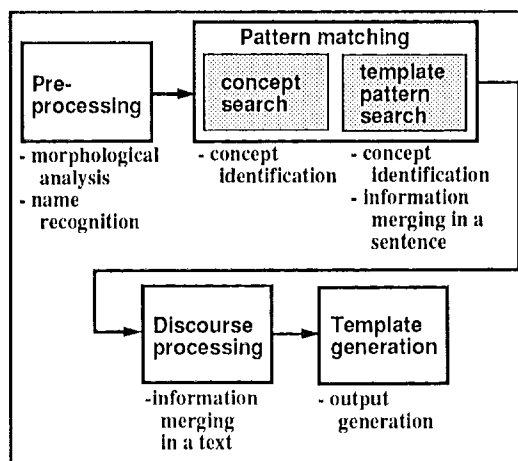 Pattern matching
Pre-
processing
concept
search
template
pattern
search
- morphological
analysis
- name
recognition
- concept
identification
- concept
identification
- information
merging in a
sentence
Discourse
processing
Template
generation
-information
merging
in a text
- output
generation